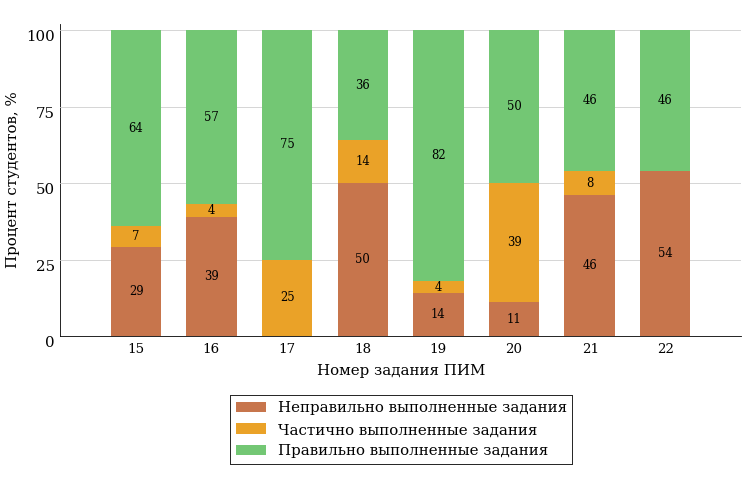 Процент студентов, %
100
75
50
25
0
64 57 75 36 82 50 46 46
7 4 25 14 4 39 8
29 39 50 14 11 46 54
15 16 17 18 19 20 21 22
Номер задания ПИМ
Неправильно выполненные задания
Частично выполненные задания
Правильно выполненные задания